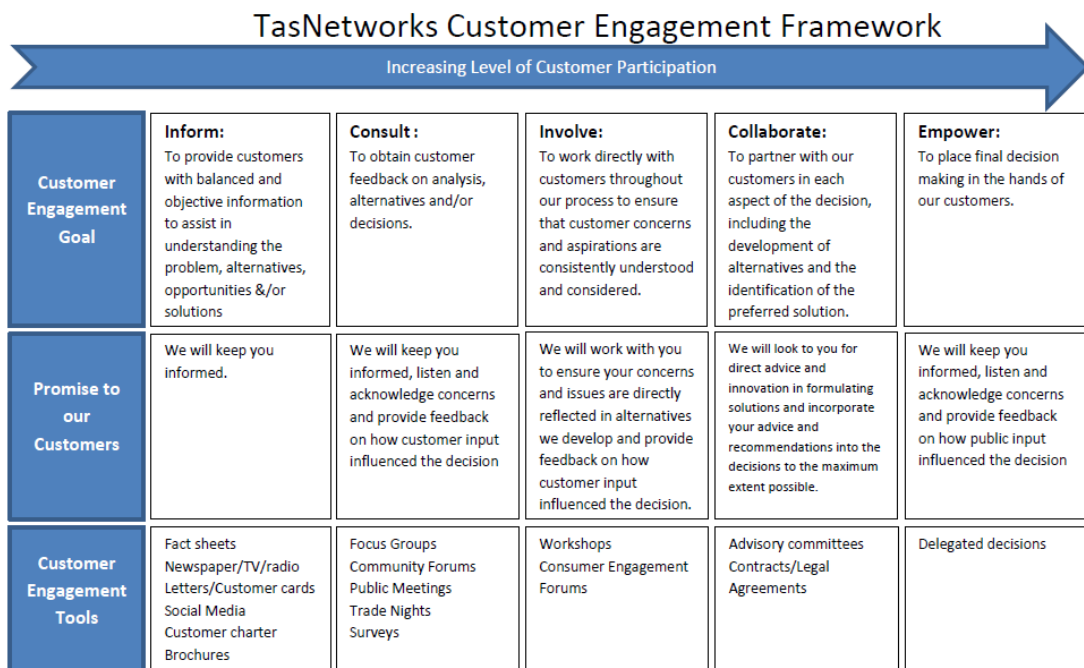 TasNetworks Customer Engagement Framework
Increasing Level of Customer Participation
Customer
Engagement
Goal
Inform:
To provide customers
with balanced and
objective information
to assist in
understanding the
problem, alternatives,
opportunities &/or
solutions
Consult :
To obtain customer
feedback on analysis,
alternatives and/or
decisions.
Involve:
To work directly with
customers throughout
our process to ensure
that customer concerns
and aspirations are
consistently understood
and considered.
Collaborate:
To partner with our
customers in each
aspect of the decision,
including the
development of
alternatives and the
identification of the
preferred solution.
Empower:
To place final decision
making in the hands of
our customers.
Promise to
our
Customers
We will keep you
informed.
We will keep you
informed, listen and
acknowledge concerns
and provide feedback
on how customer input
influenced the decision
We will work with you
to ensure your concerns
and issues are directly
reflected in alternatives
we develop and provide
feedback on how
customer input
influenced the decision.
We will look to you for
direct advice and
innovation in formulating
solutions and incorporate
your advice and
recommendations into the
decisions to the maximum
extent possible.
We will keep you
informed, listen and
acknowledge concerns
and provide feedback
on how public input
influenced the decision
Customer
Engagement
Tools
Fact sheets
Newspaper/TV/radio
Letters/Customer cards
Social Media
Customer charter
Brochures
Focus Groups
Community Forums
Public Meetings
Trade Nights
Surveys
Workshops
Consumer Engagement
Forums
Advisory committees
Contracts/Legal
Agreements
Delegated decisions